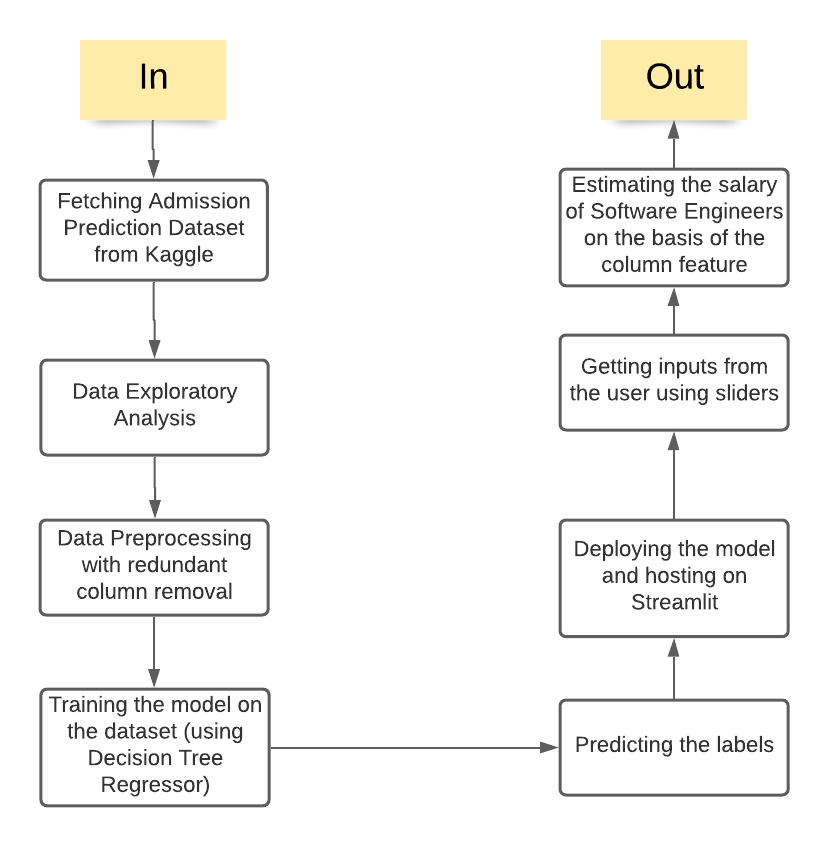 In
Fetching Admission
Prediction Dataset
from Kaggle
Data Exploratory
Analysis
Data Preprocessing
with redundant
column removal
Training the model on
the dataset (using
Decision Tree
Regressor)
Predicting the labels
Deploying the model
and hosting on
Streamlit
Getting inputs from
the user using sliders
Estimating the salary
of Software Engineers
on the basis of the
column feature
Out